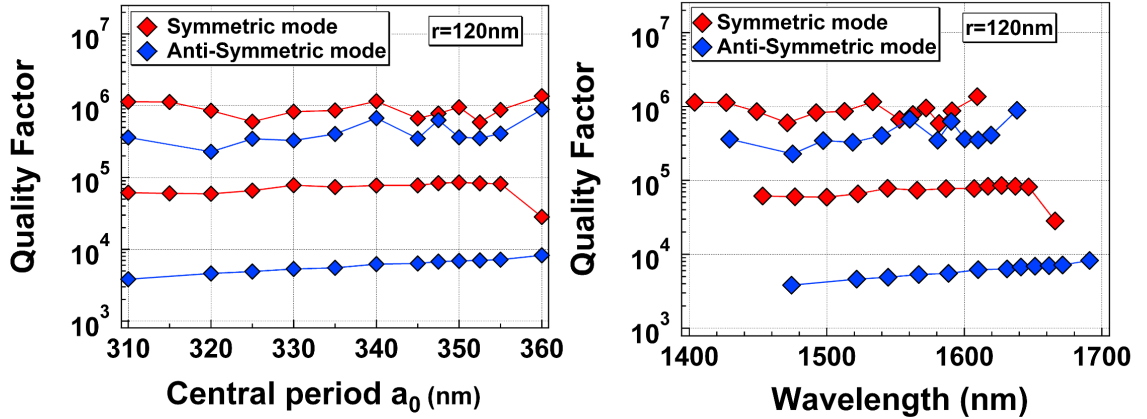 Symmetric mode
Anti-Symmetric mode
r=120nm
10^7
10^6
10^5
10^4
10^3
Quality Factor
310 320 330 340 350 360
Central period a_0 (nm)
Symmetric mode
Anti-Symmetric mode
r=120nm
10^7
10^6
10^5
10^4
10^3
Quality Factor
1400 1500 1600 1700
Wavelength (nm)